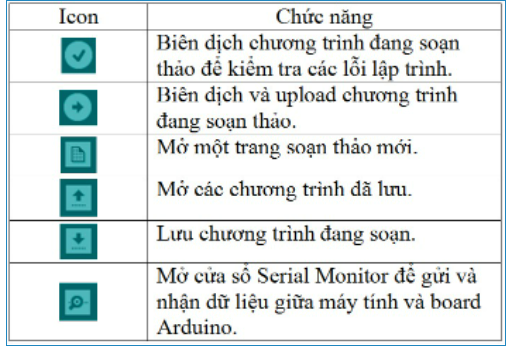 Icon Chức năng
Biên dịch chương trình đang soạn
thảo để kiểm tra các lỗi lập trình.
Biên dịch và upload chương trình
đang soạn thảo.
Mở một trang soạn thảo mới.
Mở các chương trình đã lưu.
Lưu chương trình đang soạn.
Mở cửa sổ Serial Monitor để gửi và
nhận dữ liệu giữa máy tính và board
Arduino.